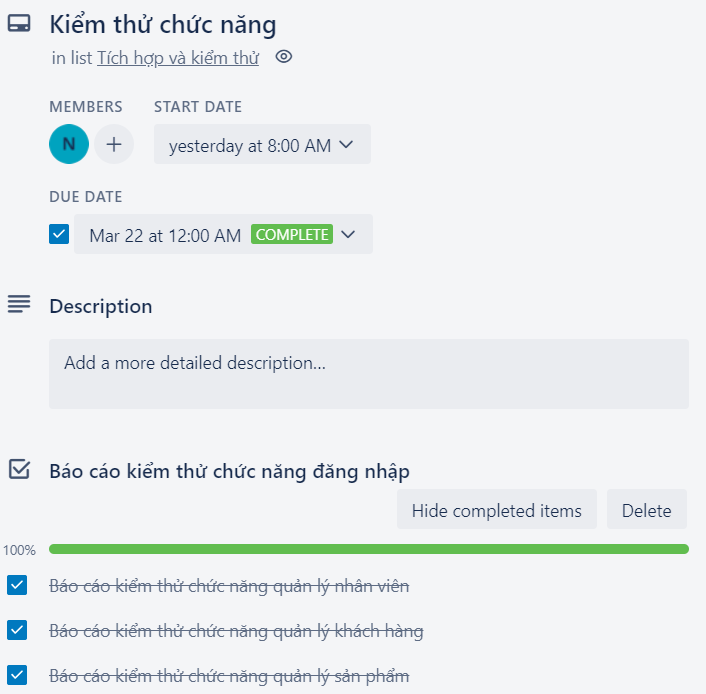 Kiểm thử chức năng
in list Tích hợp và kiểm thử
MEMBERS START DATE
N + yesterday at 8:00 AM
DUE DATE
Mar 22 at 12:00 AM COMPLETE
Description
Add a more detailed description...
Báo cáo kiểm thử chức năng đăng nhập
Hide completed items Delete
100%
Báo cáo kiểm thử chức năng quản lý nhân viên
Báo cáo kiểm thử chức năng quản lý khách hàng
Báo cáo kiểm thử chức năng quản lý sản phẩm